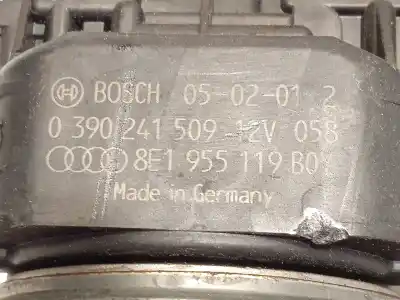 BOSCH 05-02-01 2
0 390 241 509 12V 058
8E1 955 119 B0
Made in Germany